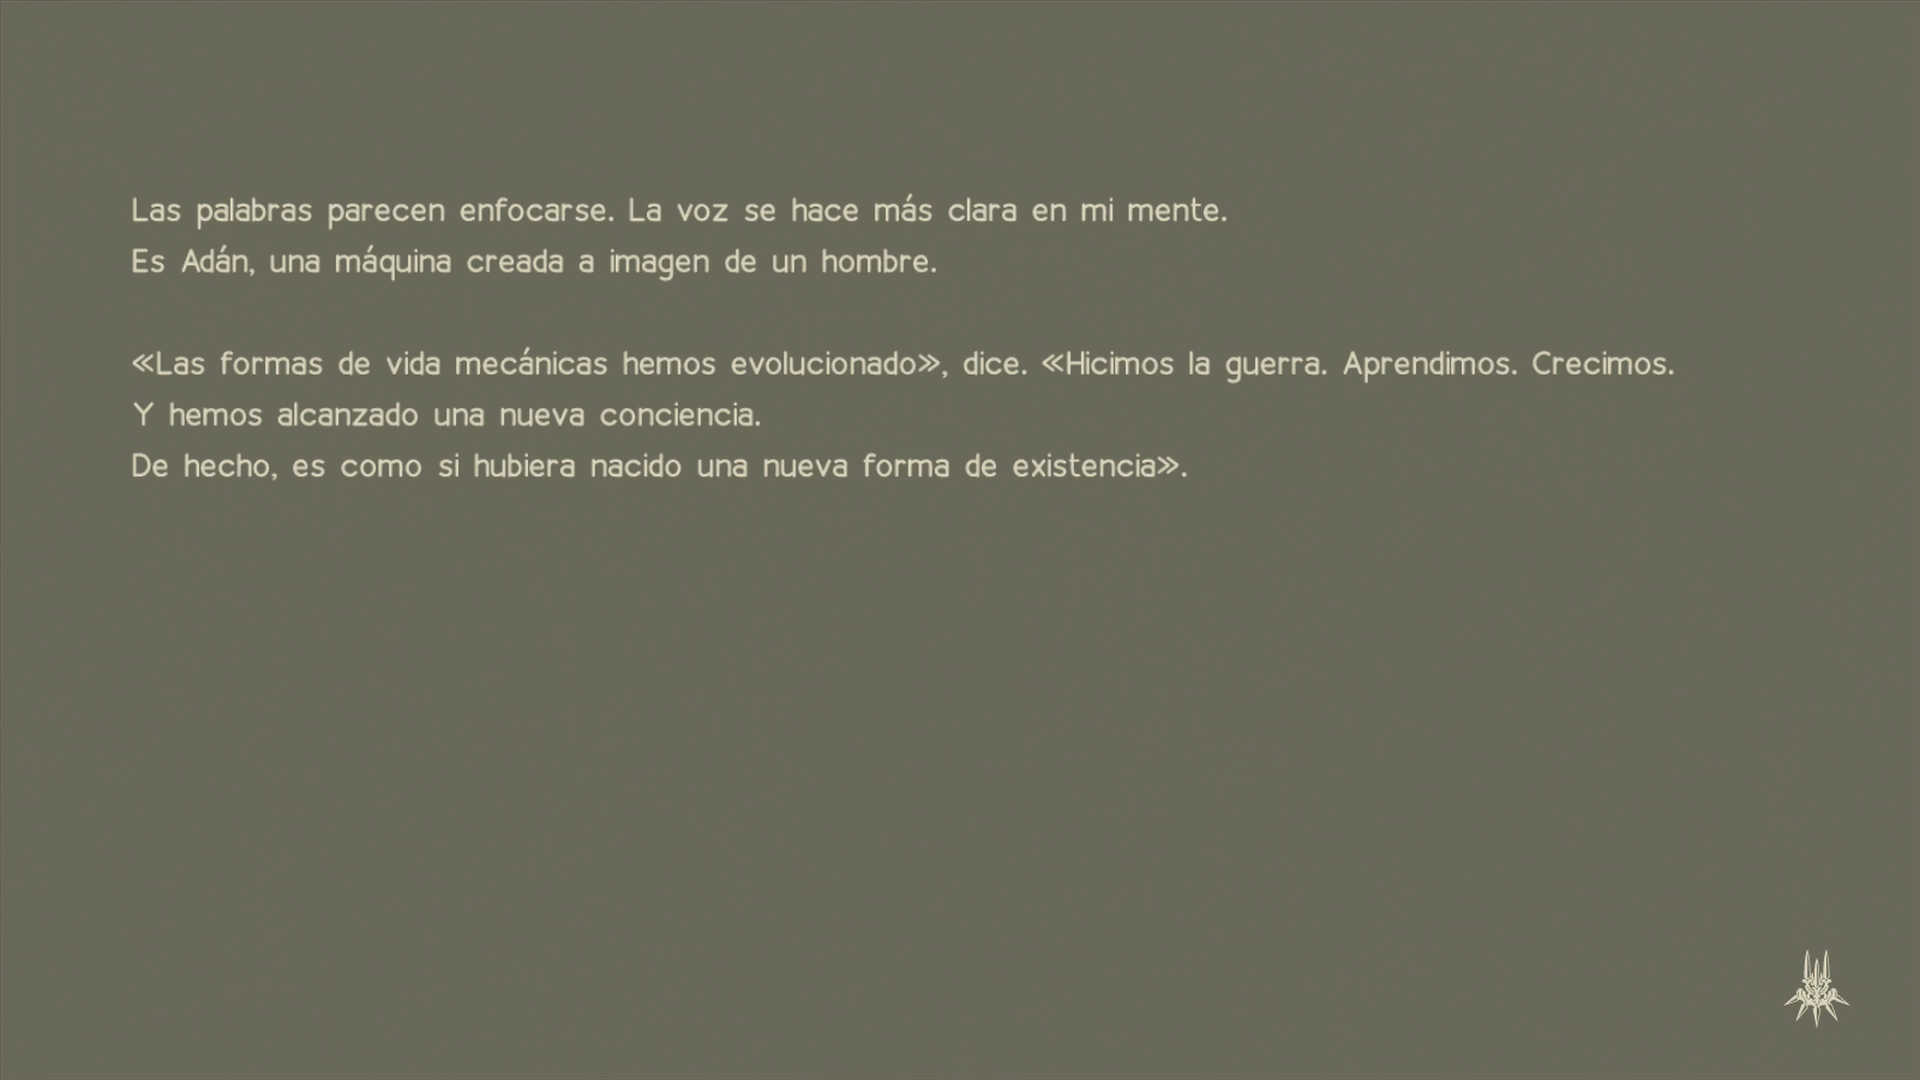 Las palabras parecen enfocarse. La voz se hace más clara en mi mente.
Es Adán, una máquina creada a imagen de un hombre.
«Las formas de vida mecánicas hemos evolucionado», dice. «Hicimos la guerra. Aprendimos. Crecimos.
Y hemos alcanzado una nueva conciencia.
De hecho, es como si hubiera nacido una nueva forma de existencia».